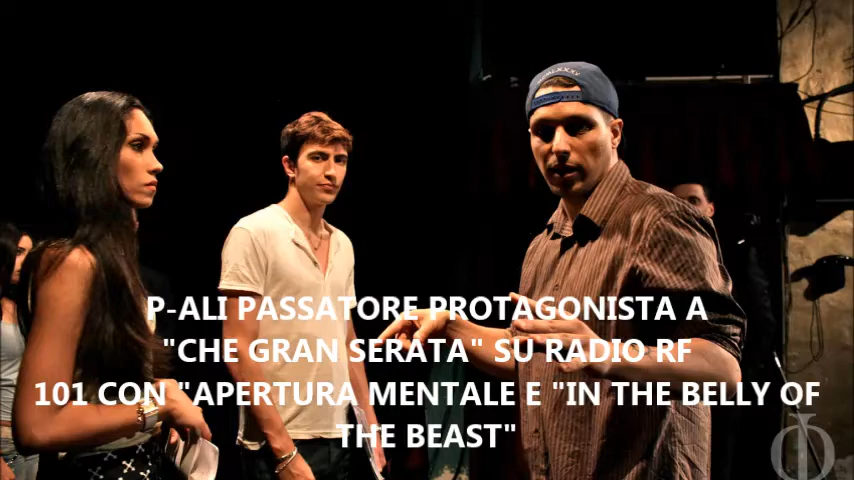 P-ALI PASSATORE PROTAGONISTA A
"CHE GRAN SERATA" SU RADIO RF
101 CON "APERTURA MENTALE E "IN THE BELLY OF
THE BEAST"